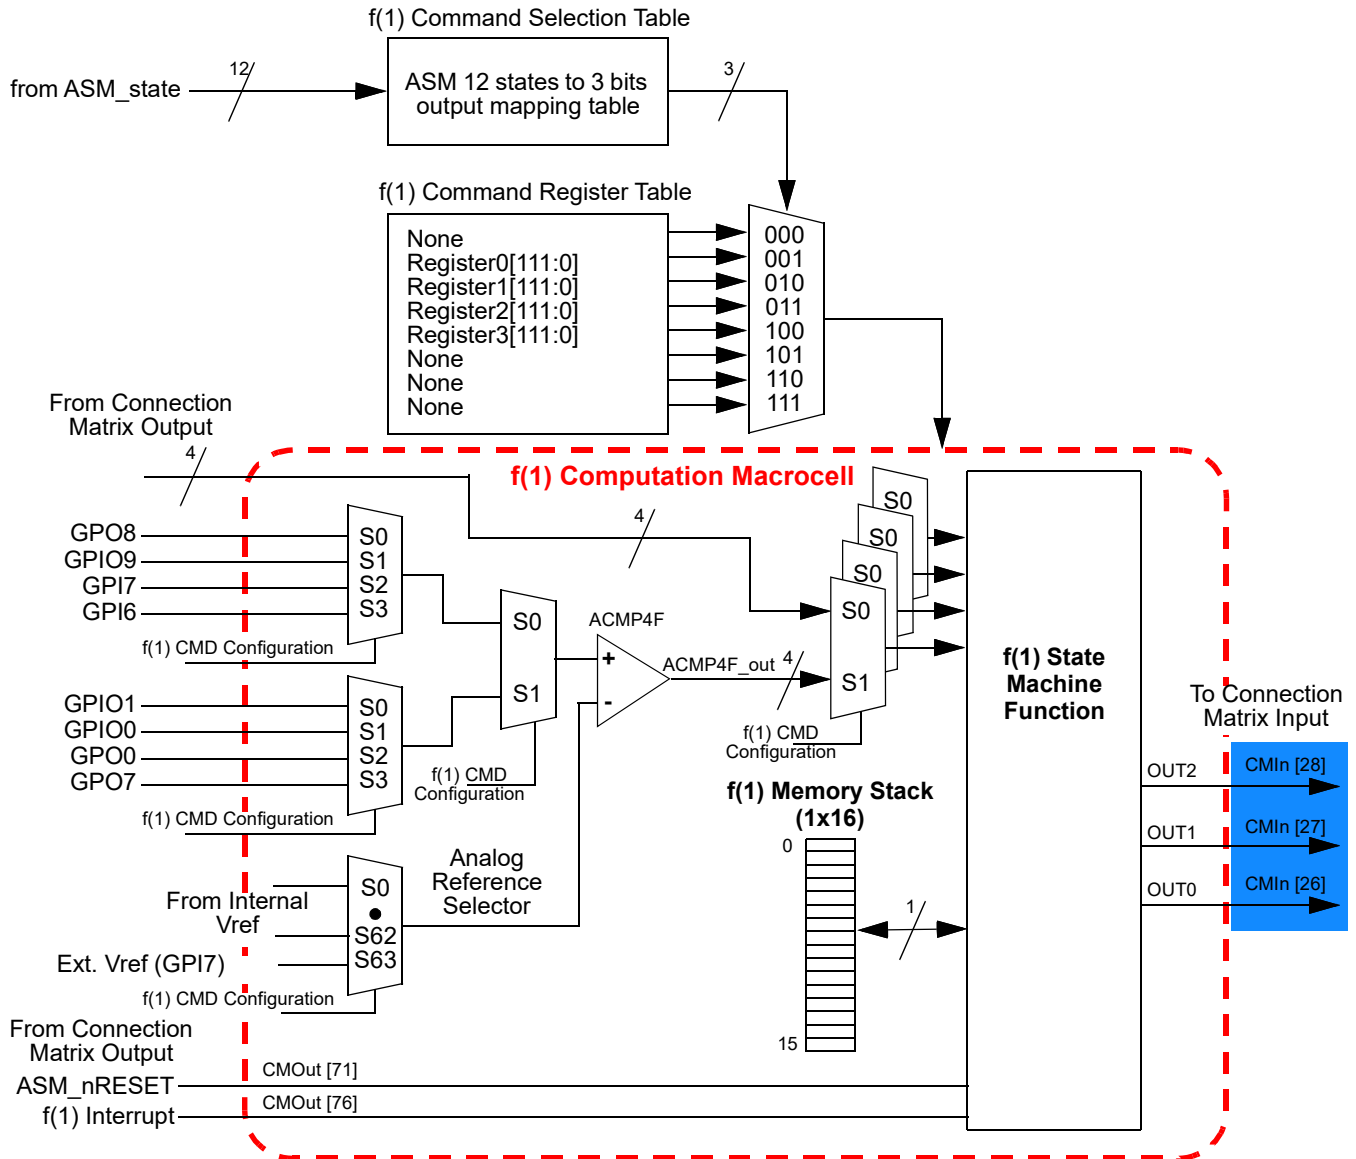 f(1) Command Selection Table
from ASM_state
12
ASM 12 states to 3 bits
output mapping table
3
f(1) Command Register Table
None
Register0[111:0]
Register1[111:0]
Register2[111:0]
Register3[111:0]
None
None
None
000
001
010
011
100
101
110
111
From Connection
Matrix Output
4
f(1) Computation Macrocell
4
GPO8
GPIO9
GPI7
GPI6
S0
S1
S2
S3
f(1) CMD Configuration
GPIO1
GPIO0
GPO0
GPO7
S0
S1
S2
S3
f(1) CMD Configuration
S0
S1
f(1) CMD
Configuration
ACMP4F
+
-
ACMP4F_out
4
S0
S0
S0
S0
S1
f(1) CMD
Configuration
f(1) State
Machine
Function
To Connection
Matrix Input
OUT2
CMIn [28]
OUT1
CMIn [27]
OUT0
CMIn [26]
f(1) Memory Stack
(1x16)
0
15
1
Analog
Reference
Selector
From Internal
Vref
Ext. Vref (GPI7)
S0
S62
S63
f(1) CMD Configuration
From Connection
Matrix Output
ASM_nRESET
CMOut [71]
f(1) Interrupt
CMOut [76]